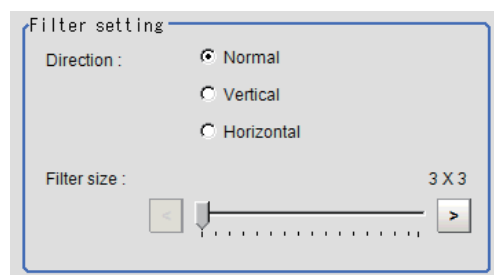 Filter setting
Direction :
Normal
Vertical
Horizontal
Filter size :
3 X 3
<
>